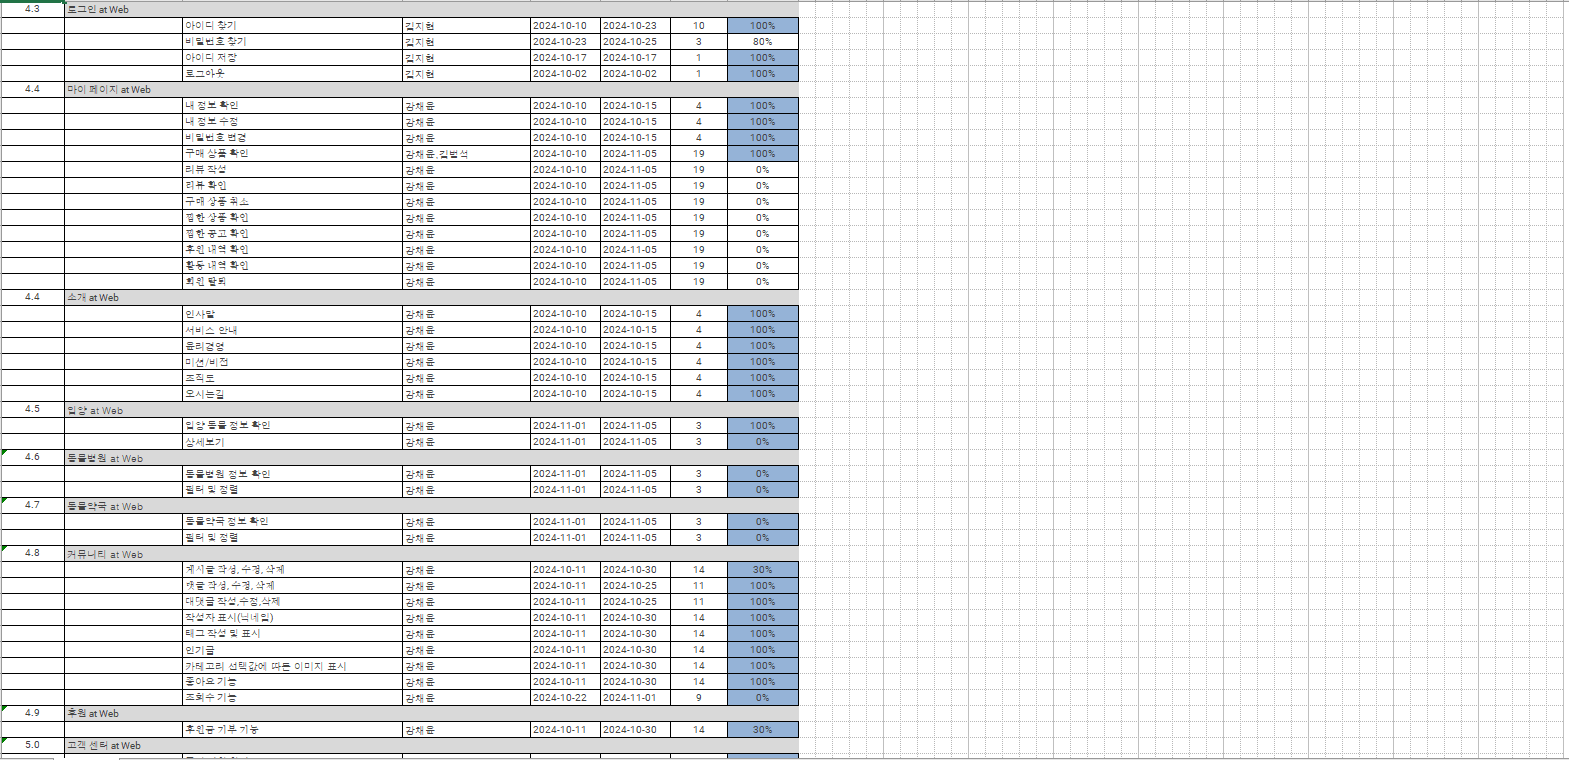 4.3 로그인 at Web
아이디 찾기 김지현 2024-10-10 2024-10-23 10 100%
비밀번호 찾기 김지현 2024-10-23 2024-10-25 3 80%
아이디 저장 김지현 2024-10-17 2024-10-17 1 100%
로그아웃 김지현 2024-10-02 2024-10-02 1 100%
4.4 마이 페이지 at Web
내 정보 확인 강채윤 2024-10-10 2024-10-15 4 100%
내 정보 수정 강채윤 2024-10-10 2024-10-15 4 100%
비밀번호 변경 강채윤 2024-10-10 2024-10-15 4 100%
구매 상품 확인 강채윤,김범석 2024-10-10 2024-11-05 19 100%
리뷰 작성 강채윤 2024-10-10 2024-11-05 19 0%
리뷰 확인 강채윤 2024-10-10 2024-11-05 19 0%
구매 상품 취소 강채윤 2024-10-10 2024-11-05 19 0%
찜한 상품 확인 강채윤 2024-10-10 2024-11-05 19 0%
찜한 공고 확인 강채윤 2024-10-10 2024-11-05 19 0%
후원 내역 확인 강채윤 2024-10-10 2024-11-05 19 0%
활동 내역 확인 강채윤 2024-10-10 2024-11-05 19 0%
회원 탈퇴 강채윤 2024-10-10 2024-11-05 19 0%
4.4 소개 at Web
인사말 강채윤 2024-10-10 2024-10-15 4 100%
서비스 안내 강채윤 2024-10-10 2024-10-15 4 100%
윤리경영 강채윤 2024-10-10 2024-10-15 4 100%
미션/비전 강채윤 2024-10-10 2024-10-15 4 100%
조직도 강채윤 2024-10-10 2024-10-15 4 100%
오시는길 강채윤 2024-10-10 2024-10-15 4 100%
4.5 입양 at Web
입양 동물 정보 확인 강채윤 2024-11-01 2024-11-05 3 100%
상세보기 강채윤 2024-11-01 2024-11-05 3 0%
4.6 동물병원 at Web
동물병원 정보 확인 강채윤 2024-11-01 2024-11-05 3 0%
필터 및 정렬 강채윤 2024-11-01 2024-11-05 3 0%
4.7 동물약국 at Web
동물약국 정보 확인 강채윤 2024-11-01 2024-11-05 3 0%
필터 및 정렬 강채윤 2024-11-01 2024-11-05 3 0%
4.8 커뮤니티 at Web
게시글 작성, 수정, 삭제 강채윤 2024-10-11 2024-10-30 14 30%
댓글 작성, 수정, 삭제 강채윤 2024-10-11 2024-10-25 11 100%
대댓글 작성,수정,삭제 강채윤 2024-10-11 2024-10-25 11 100%
작성자 표시(닉네임) 강채윤 2024-10-11 2024-10-30 14 100%
태그 작성 및 표시 강채윤 2024-10-11 2024-10-30 14 100%
인기글 강채윤 2024-10-11 2024-10-30 14 100%
카테고리 선택값에 따른 이미지 표시 강채윤 2024-10-11 2024-10-30 14 100%
좋아요 기능 강채윤 2024-10-11 2024-10-30 14 100%
조회수 기능 강채윤 2024-10-22 2024-11-01 9 0%
4.9 후원 at Web
후원금 기부 기능 강채윤 2024-10-11 2024-10-30 14 30%
5.0 고객 센터 at Web